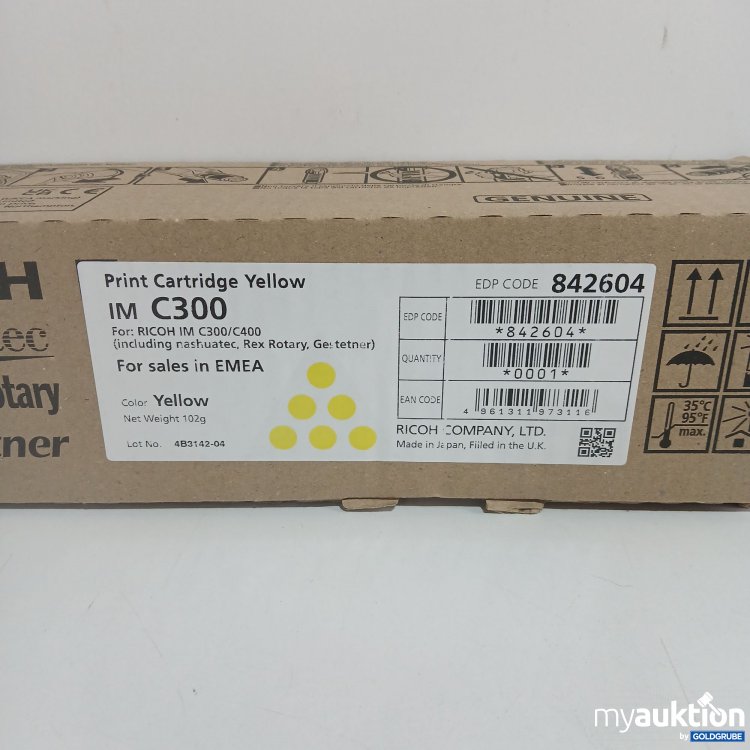 GENUINE
H
Print Cartridge Yellow
EDP CODE 842604
IM C300
For: RICOH IM C300/C400
(including nashuatec, Rex Rotary, Gestetner)
For sales in EMEA
Color Yellow
Net Weight 102g
Lot No. 4B3142-04
EDP CODE
*842604*
QUANTITY
*0001*
EAN CODE
4 961311 973116
RICOH COMPANY, LTD.
Made in Japan, Filled in the U.K.
ec
otary
tner
35°C
95°F
max.
myauktion
by GOLDGRUBE